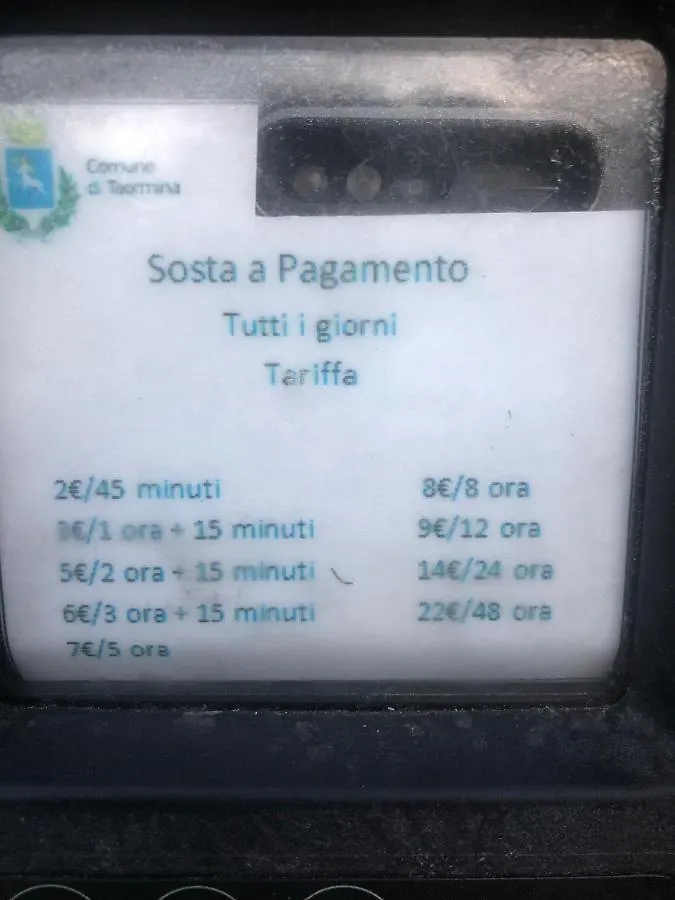 Comune
di Taormina
Sosta a Pagamento
Tutti i giorni
Tariffa
2€/45 minuti
€/1 ora + 15 minuti
5€/2 ora + 15 minuti
6€/3 ora + 15 minuti
7€/5 ora
8€/8 ora
9€/12 ora
14€/24 ora
22€/48 ora